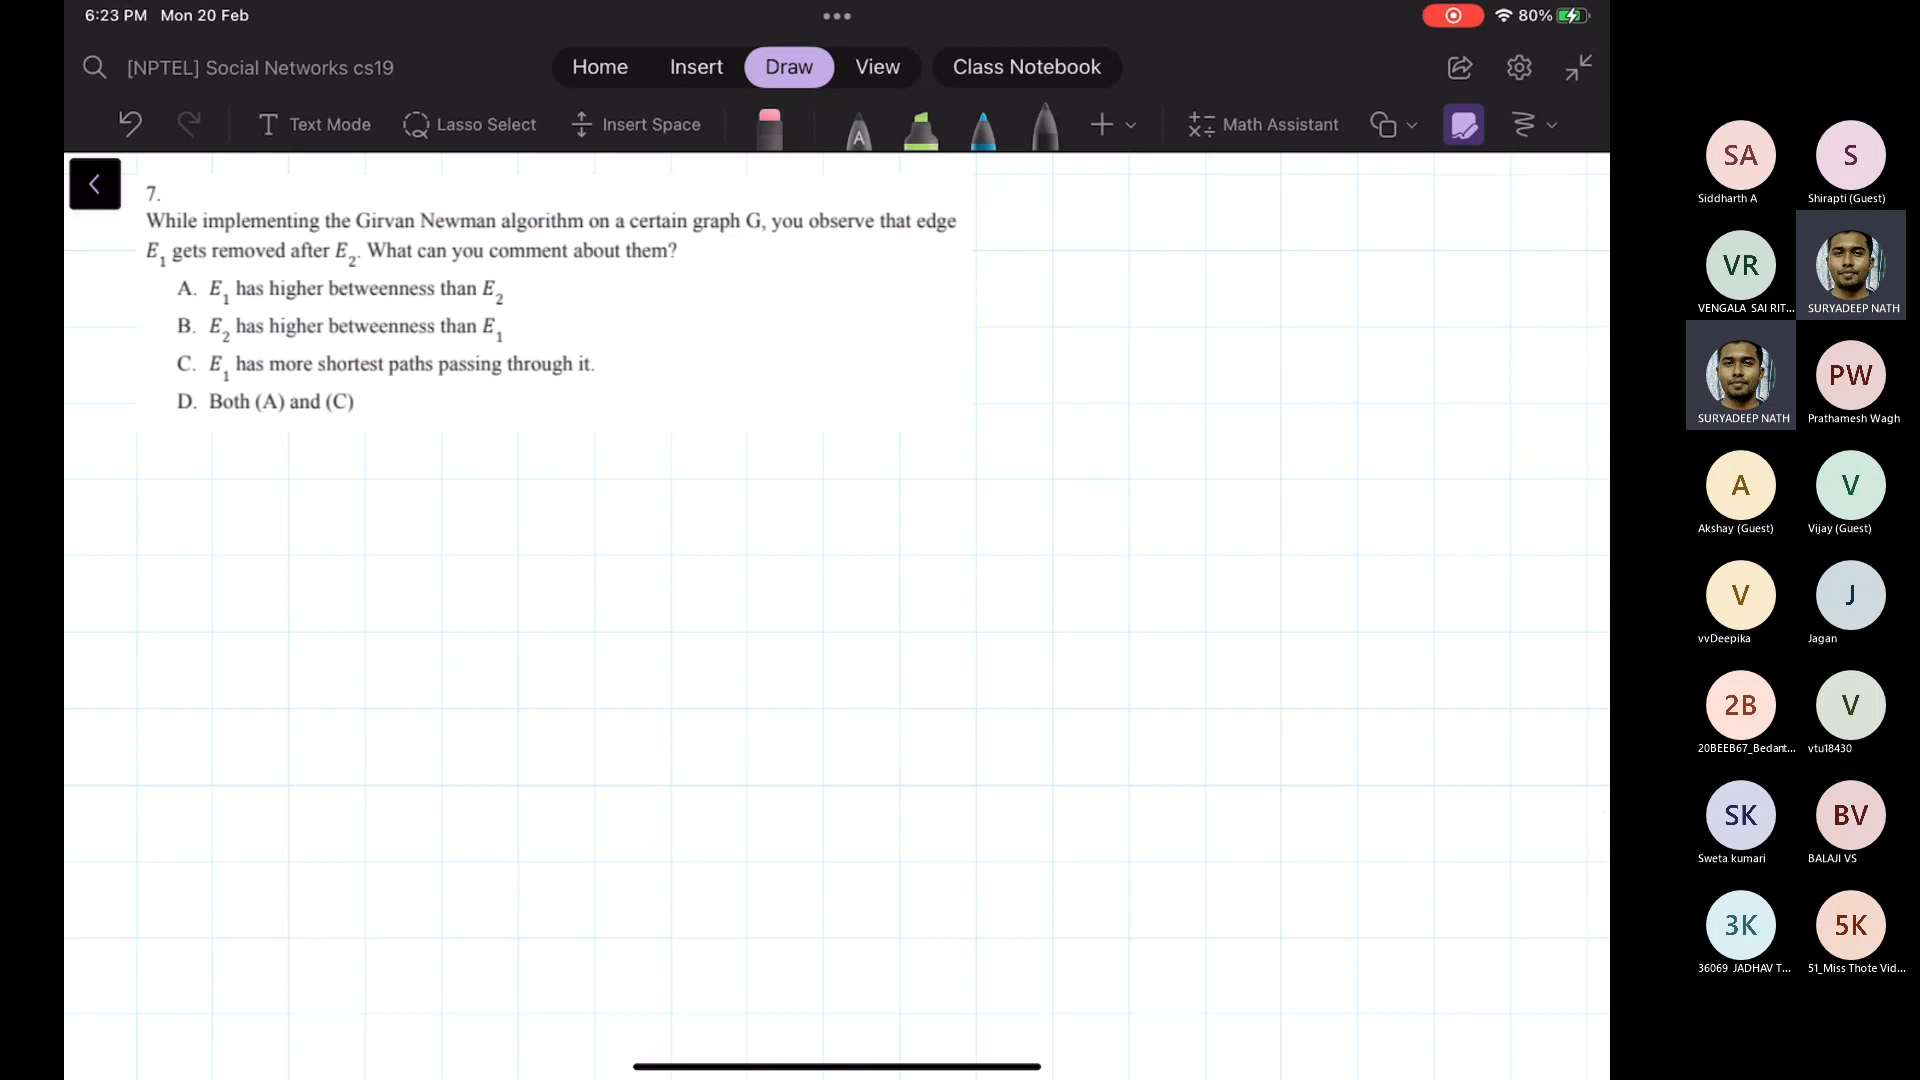 6:23 PM Mon 20 Feb
80%
[NPTEL] Social Networks cs19
Home Insert Draw View Class Notebook
Text Mode Lasso Select Insert Space A Math Assistant
7.
While implementing the Girvan Newman algorithm on a certain graph G, you observe that edge
E1 gets removed after E2. What can you comment about them?
A. E1 has higher betweenness than E2
B. E2 has higher betweenness than E1
C. E1 has more shortest paths passing through it.
D. Both (A) and (C)
SA S
Siddharth A Shirapti (Guest)
VR
VENGALA SAI RIT... SURYADEEP NATH
PW
SURYADEEP NATH Prathamesh Wagh
A V
Akshay (Guest) Vijay (Guest)
V J
vvDeepika Jagan
2B V
20BEEB67_Bedant... vtu18430
SK BV
Sweta kumari BALAJI VS
3K 5K
36069 JADHAV T... 51_Miss Thote Vid...